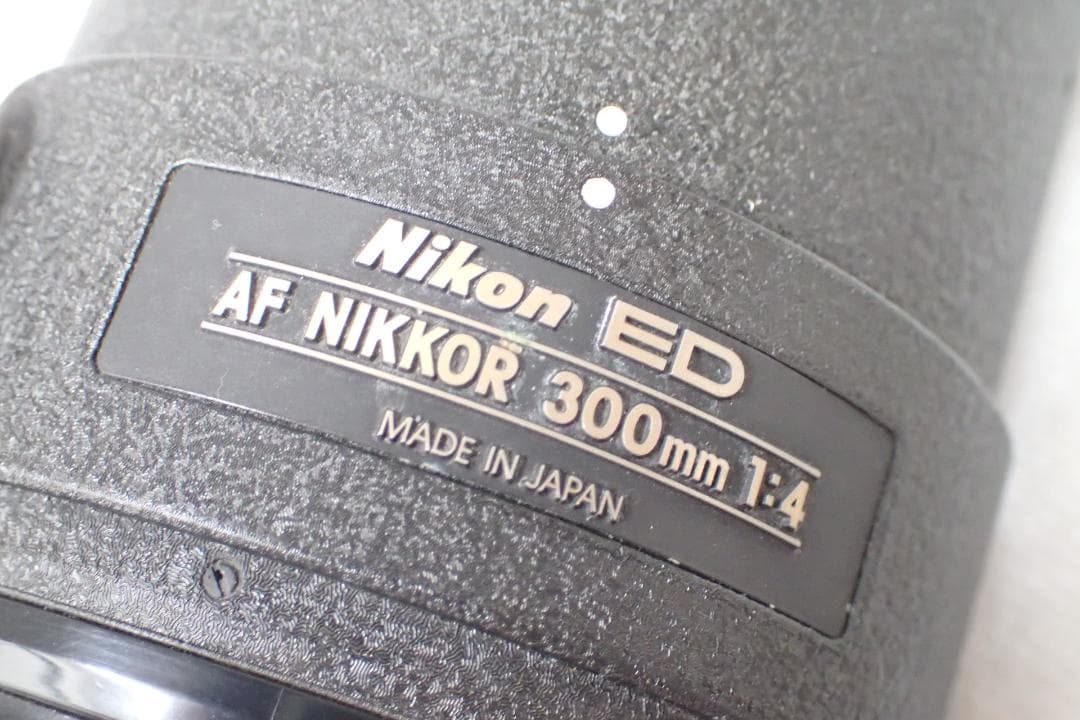 Nikon ED
AF NIKKOR 300mm 1:4
MADE IN JAPAN